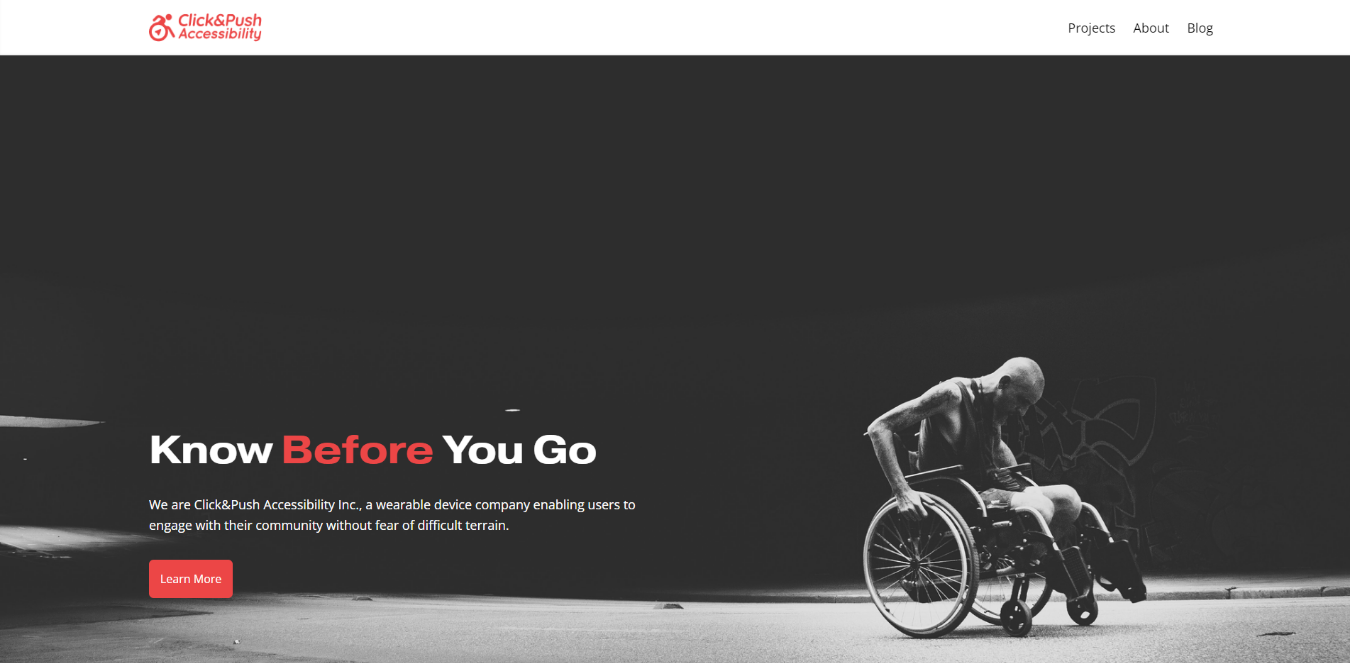 Click&Push
Accessibility
Projects About Blog
Know Before You Go
We are Click&Push Accessibility Inc., a wearable device company enabling users to
engage with their community without fear of difficult terrain.
Learn More